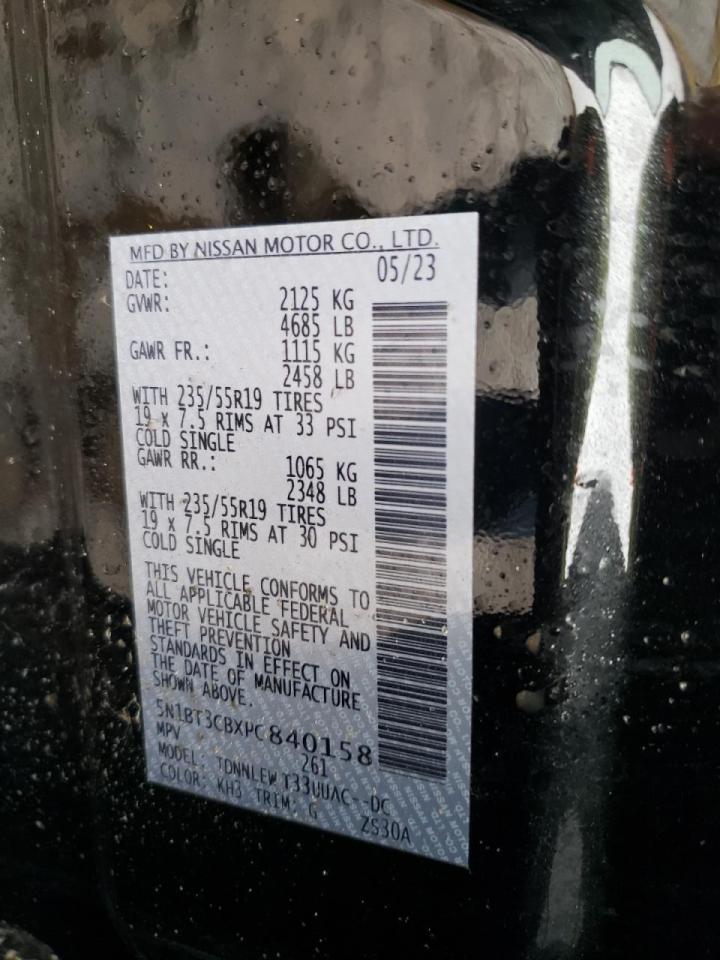 MFD BY NISSAN MOTOR CO., LTD.
DATE: 05/23
GVWR: 2125 KG
4685 LB
GAWR FR.: 1115 KG
2458 LB
WITH 235/55R19 TIRES
19 X 7.5 RIMS AT 33 PSI
COLD SINGLE
GAWR RR.: 1065 KG
2348 LB
WITH 235/55R19 TIRES
19 X 7.5 RIMS AT 30 PSI
COLD SINGLE
THIS VEHICLE CONFORMS TO
ALL APPLICABLE FEDERAL
MOTOR VEHICLE SAFETY AND
THEFT PREVENTION
STANDARDS IN EFFECT ON
THE DATE OF MANUFACTURE
SHOWN ABOVE.
5N1BT3CBXPC840158
MPV 261
MODEL: TDNNLEW T33UUAC--DC
COLOR: KH3 TRIM: G ZS30A